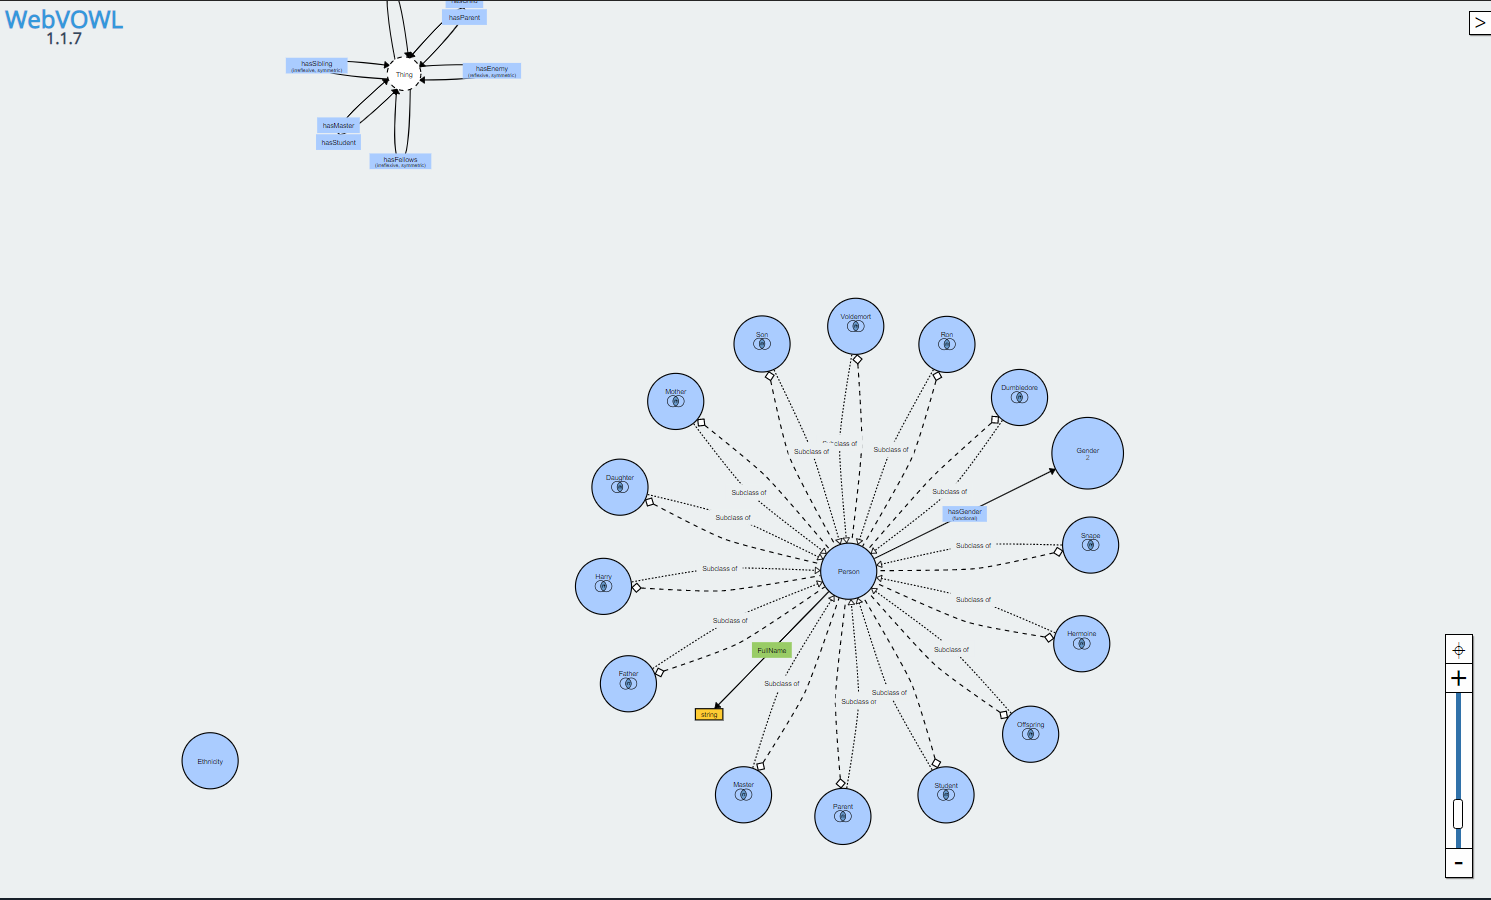 WebVOWL
1.1.7
>
hasParent
hasSibling
(irreflexive, symmetric)
Thing
hasEnemy
(reflexive, symmetric)
hasMaster
hasStudent
hasFellows
(irreflexive, symmetric)
Voldemort
Son
Ron
Mother
Dumbledore
Subclass of
Subclass of
Subclass of
Gender
2
Daughter
Subclass of
Subclass of
Subclass of
hasGender
(functional)
Snape
Subclass of
Person
Harry
Subclass of
Subclass of
Subclass of
Hermoine
FullName
Subclass of
Father
Subclass of
Subclass of
Subclass of
string
Offspring
Ethnicity
Master
Student
Parent
+
-